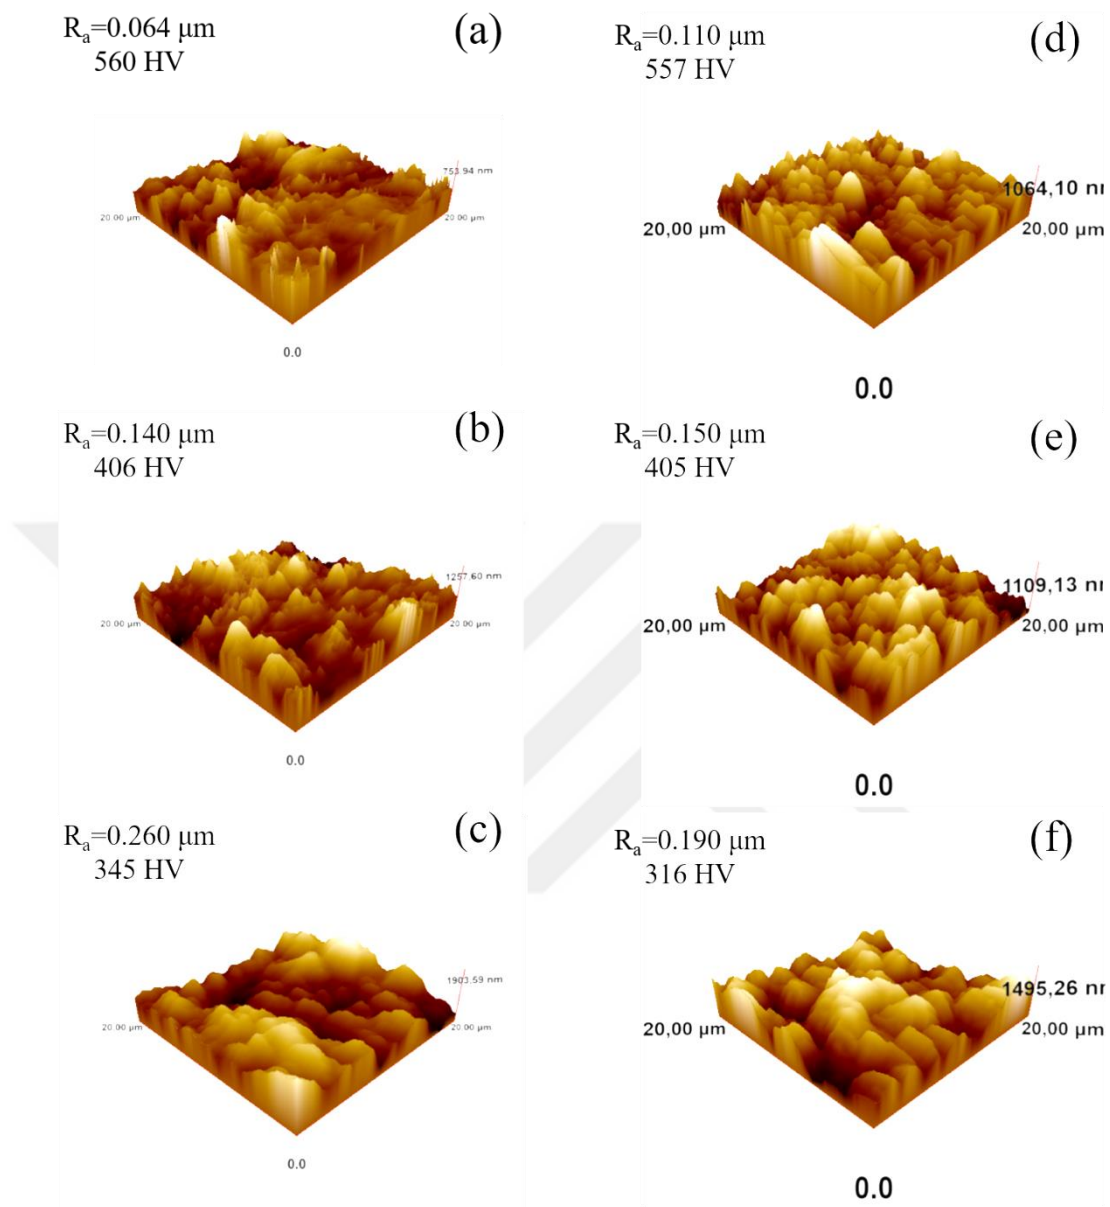 Ra=0.064 µm
560 HV
(a)
753.94 nm
20.00 µm
20.00 µm
0.0
Ra=0.110 µm
557 HV
(d)
1064,10 nm
20,00 µm
20,00 µm
0.0
Ra=0.140 µm
406 HV
(b)
1257.60 nm
20.00 µm
20.00 µm
0.0
Ra=0.150 µm
405 HV
(e)
1109,13 nm
20,00 µm
20,00 µm
0.0
Ra=0.260 µm
345 HV
(c)
1903.59 nm
20.00 µm
20.00 µm
0.0
Ra=0.190 µm
316 HV
(f)
1495,26 nm
20,00 µm
20,00 µm
0.0